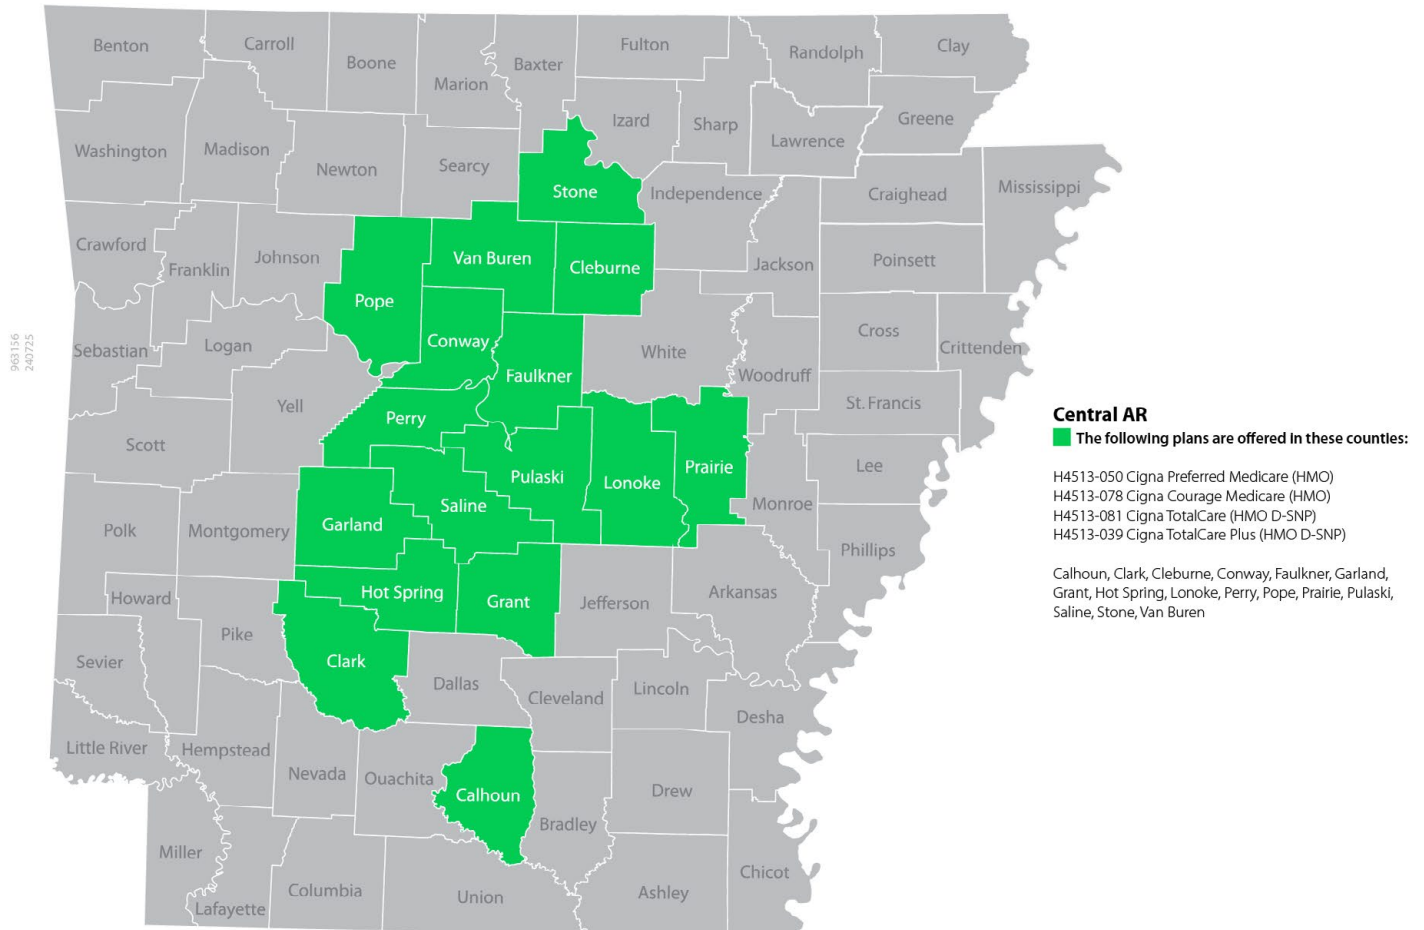 Benton
Carroll
Boone
Marion
Baxter
Fulton
Randolph
Clay
Izard
Sharp
Lawrence
Greene
Washington
Madison
Newton
Searcy
Stone
Independence
Craighead
Mississippi
Crawford
Franklin
Johnson
Pope
Van Buren
Cleburne
Jackson
Poinsett
Sebastian
Logan
Conway
Faulkner
White
Woodruff
Cross
Crittenden
963156
240725
Scott
Yell
Perry
Pulaski
Lonoke
Prairie
St. Francis
Lee
Monroe
Polk
Montgomery
Garland
Saline
Phillips
Howard
Pike
Hot Spring
Grant
Jefferson
Arkansas
Sevier
Clark
Dallas
Cleveland
Lincoln
Desha
Little River
Hempstead
Nevada
Ouachita
Calhoun
Bradley
Drew
Miller
Lafayette
Columbia
Union
Ashley
Chicot
Central AR
The following plans are offered in these counties:
H4513-050 Cigna Preferred Medicare (HMO)
H4513-078 Cigna Courage Medicare (HMO)
H4513-081 Cigna TotalCare (HMO D-SNP)
H4513-039 Cigna TotalCare Plus (HMO D-SNP)
Calhoun, Clark, Cleburne, Conway, Faulkner, Garland,
Grant, Hot Spring, Lonoke, Perry, Pope, Prairie, Pulaski,
Saline, Stone, Van Buren